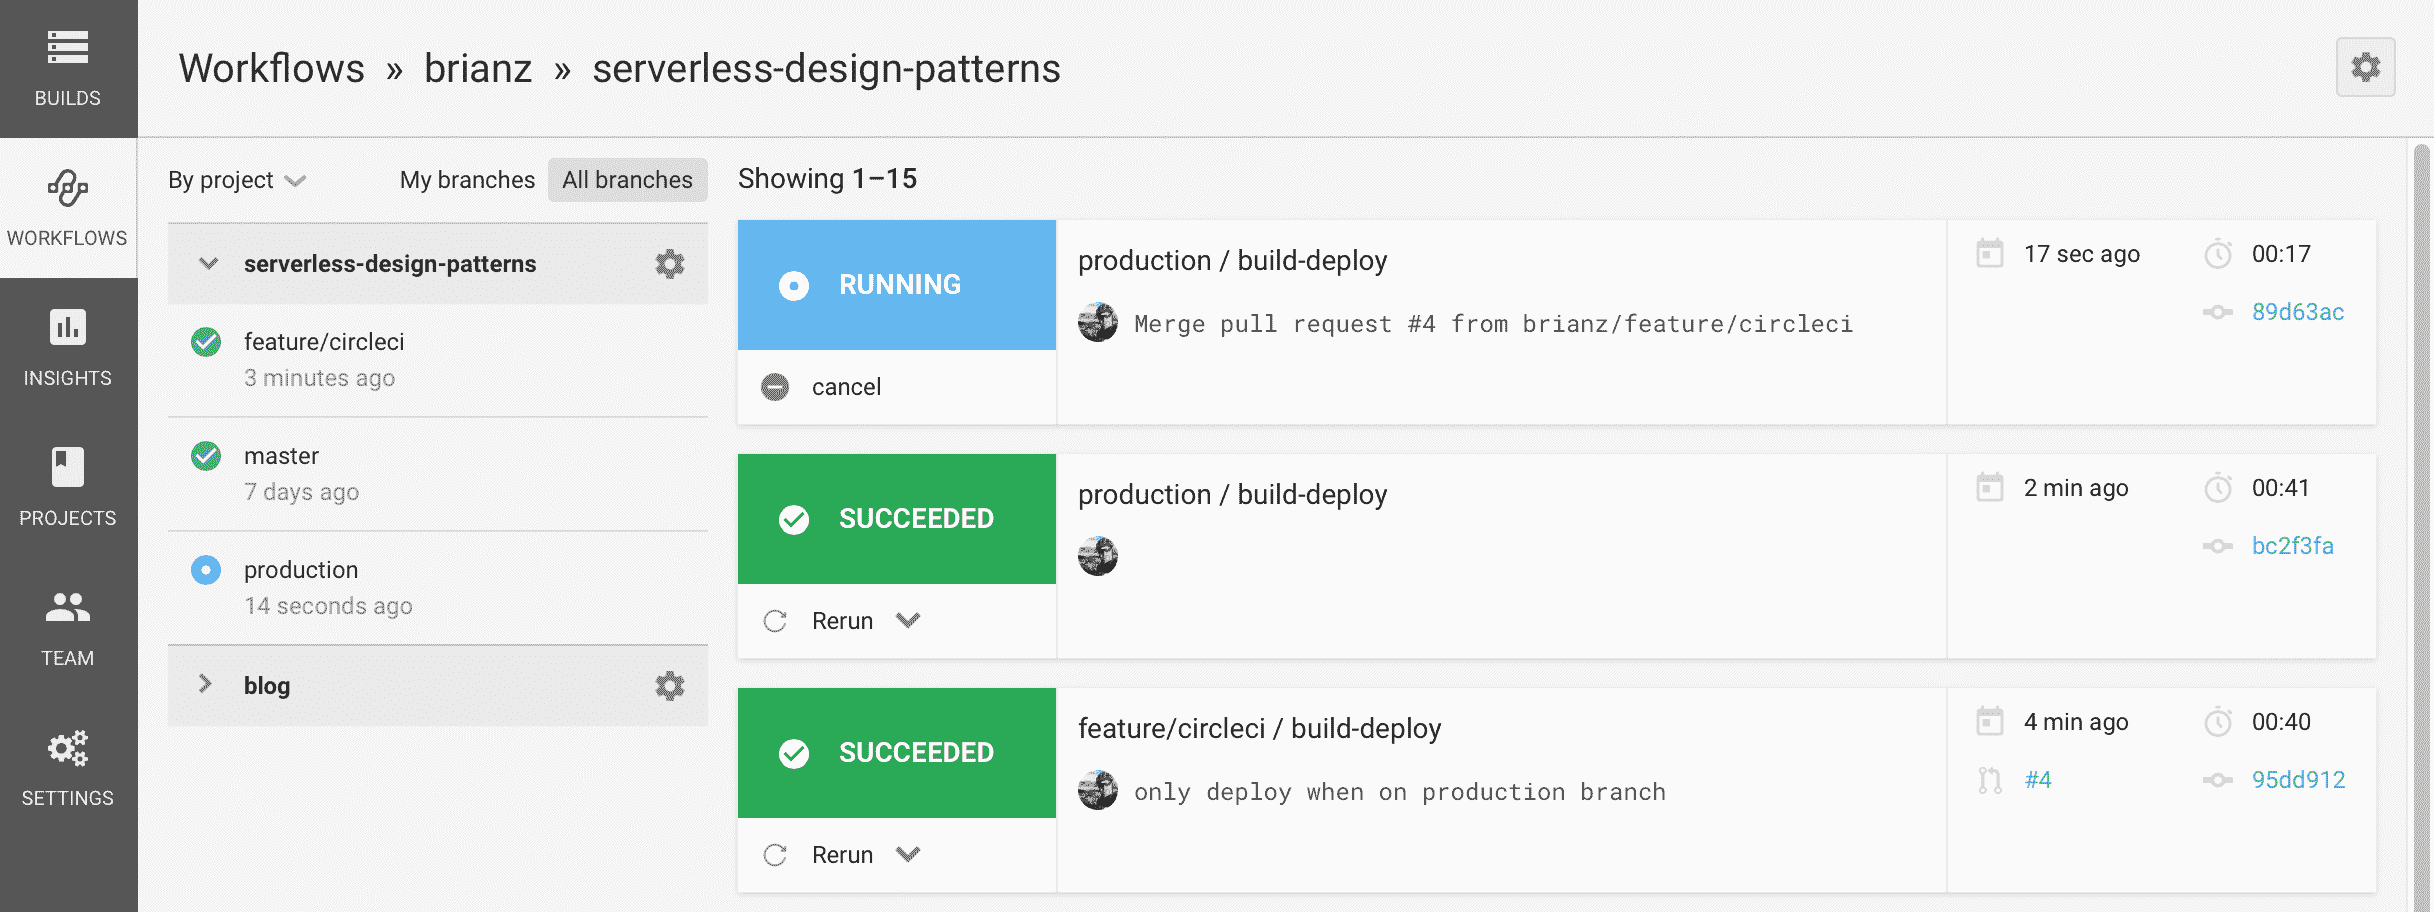 BUILDS
WORKFLOWS
INSIGHTS
PROJECTS
TEAM
SETTINGS
Workflows » brianz » serverless-design-patterns
By project My branches All branches
serverless-design-patterns
feature/circleci
3 minutes ago
master
7 days ago
production
14 seconds ago
blog
Showing 1–15
RUNNING
cancel
production / build-deploy
Merge pull request #4 from brianz/feature/circleci
17 sec ago 00:17
89d63ac
SUCCEEDED
Rerun
production / build-deploy
2 min ago 00:41
bc2f3fa
SUCCEEDED
Rerun
feature/circleci / build-deploy
only deploy when on production branch
4 min ago 00:40
#4 95dd912